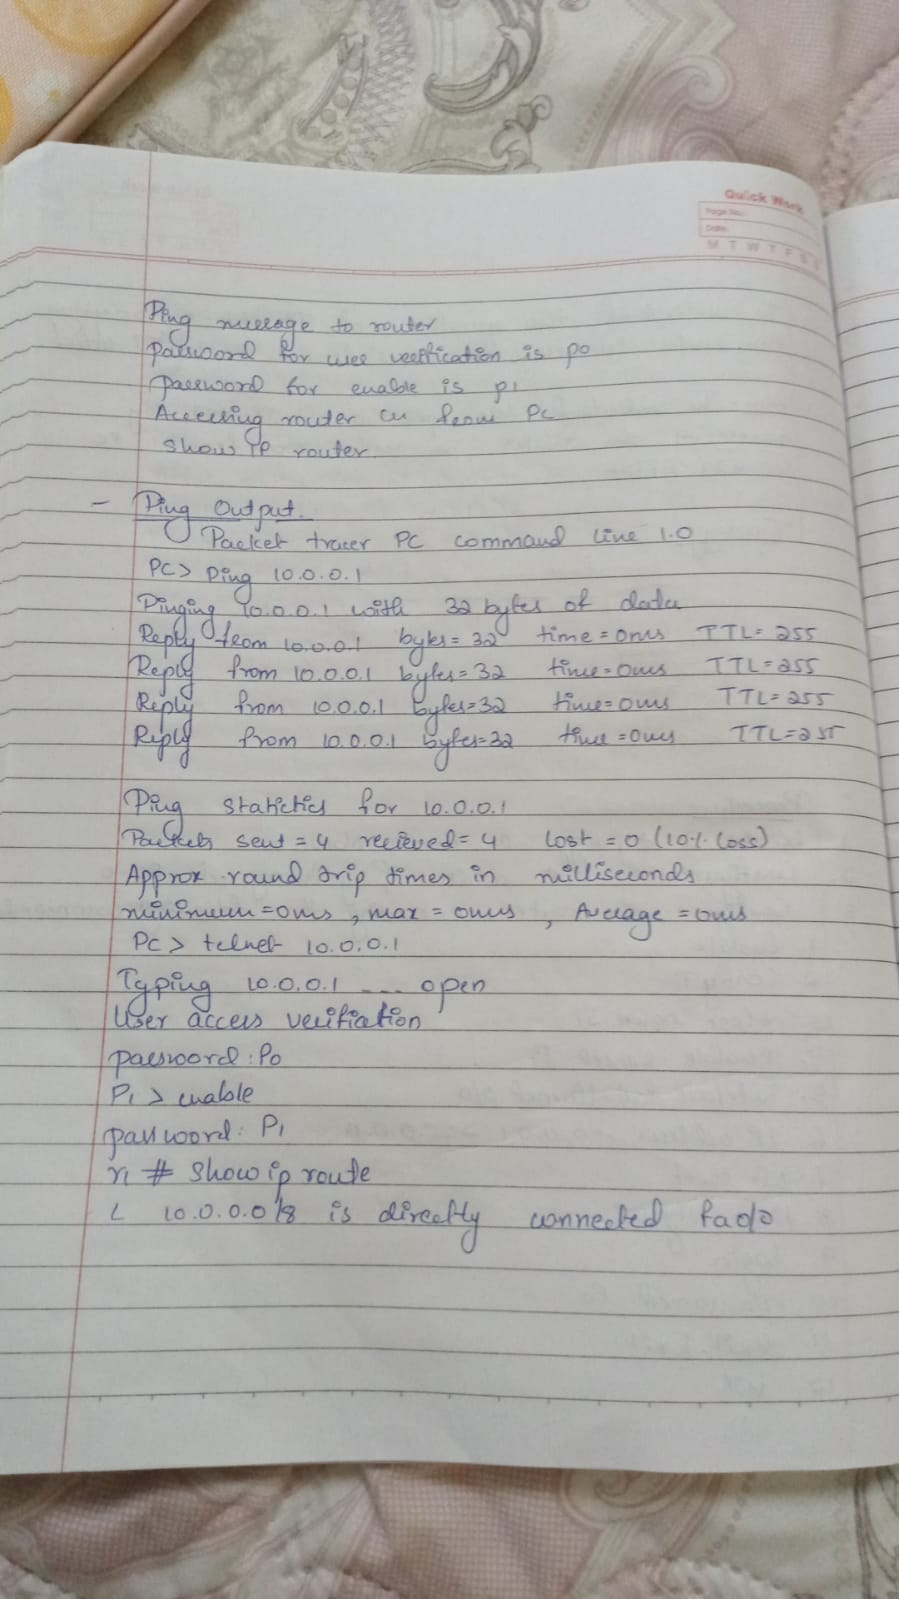 Quick Work
Page No:
Date:
M T W T F S S
Ping message to router
password for user verification is p0
password for enable is p1
Accessing router from PC
show IP router
- Ping Output.
Packet tracer PC command line 1.0
PC> Ping 10.0.0.1
Pinging 10.0.0.1 with 32 bytes of data
Reply from 10.0.0.1 bytes=32 time=0ms TTL=255
Reply from 10.0.0.1 bytes=32 time=0ms TTL=255
Reply from 10.0.0.1 bytes=32 time=0ms TTL=255
Reply from 10.0.0.1 bytes=32 time=0ms TTL=255
Ping statictics for 10.0.0.1
Packets sent = 4 recieved = 4 lost = 0 (10% loss)
Approx round trip times in milliseconds
minimum = 0ms , max = 0ms , Average = 0ms
PC > telnet 10.0.0.1
Typing 10.0.0.1 ... open
User access verifiation
password: P0
P1 > enable
password: P1
r1 # show ip route
10.0.0.0/8 is directly connected fa0/0